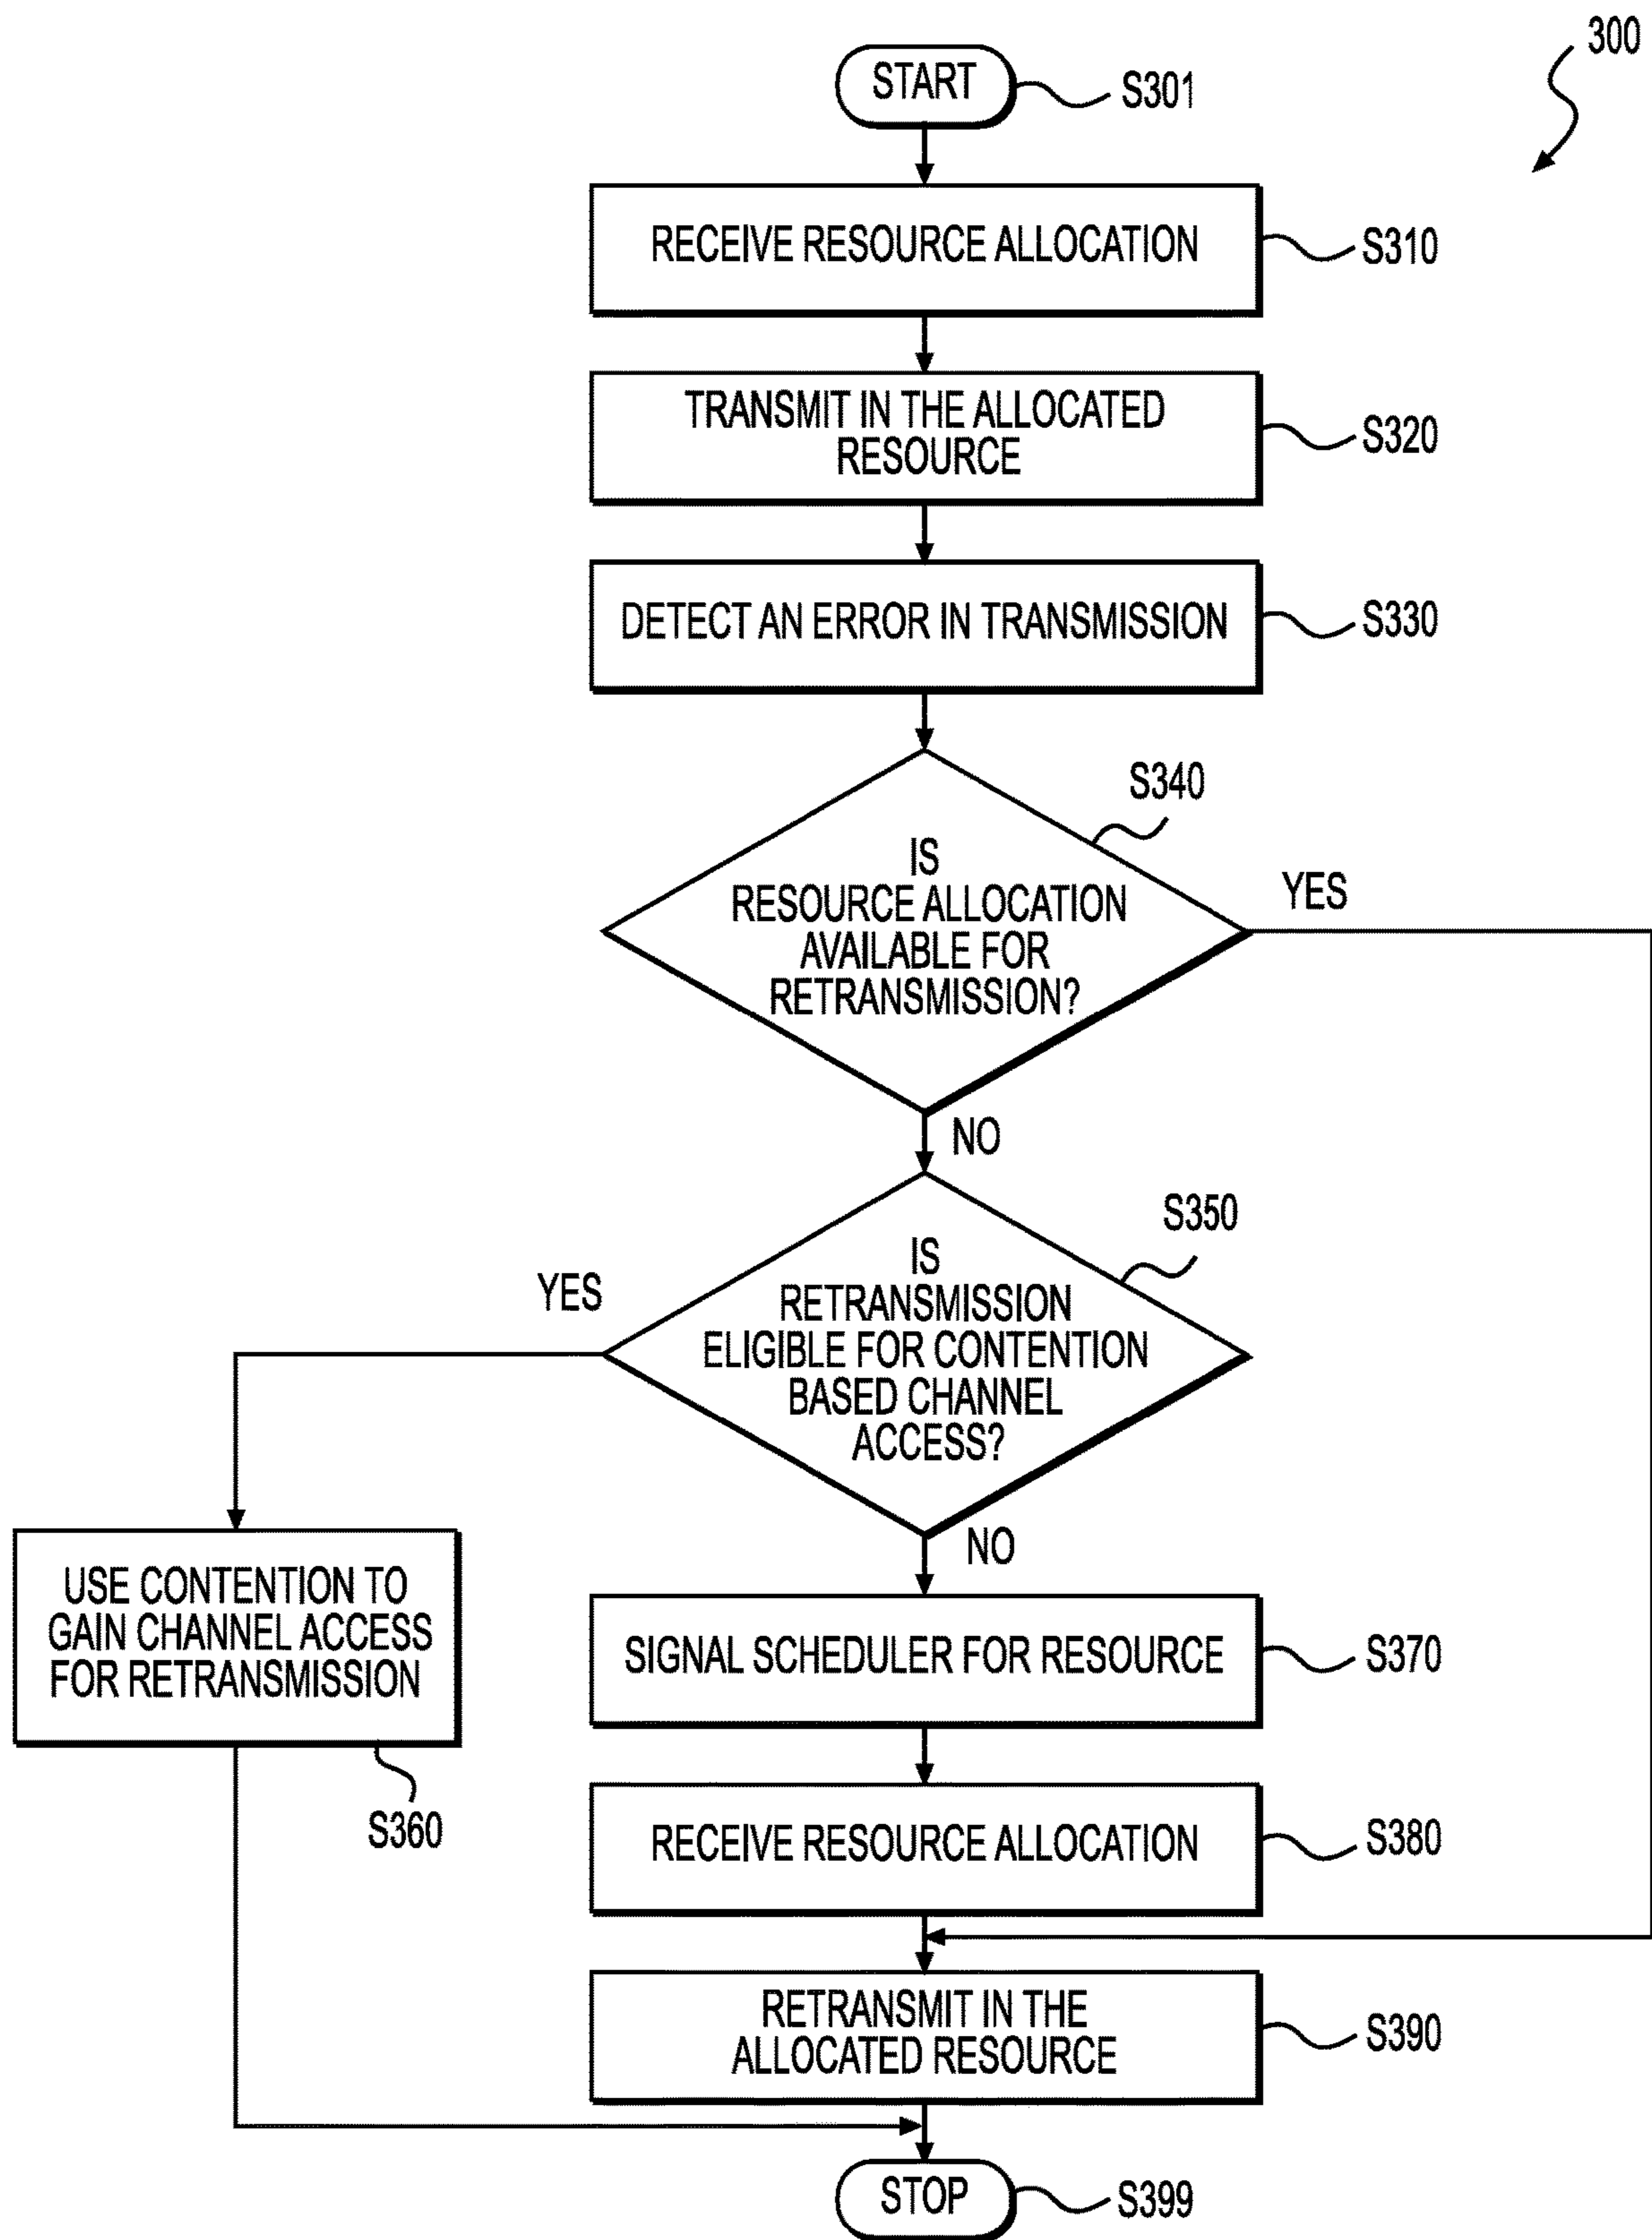 300
START
S301
RECEIVE RESOURCE ALLOCATION
S310
TRANSMIT IN THE ALLOCATED
RESOURCE
S320
DETECT AN ERROR IN TRANSMISSION
S330
S340
IS
RESOURCE ALLOCATION
AVAILABLE FOR
RETRANSMISSION?
YES
NO
S350
IS
RETRANSMISSION
ELIGIBLE FOR CONTENTION
BASED CHANNEL
ACCESS?
YES
NO
USE CONTENTION TO
GAIN CHANNEL ACCESS
FOR RETRANSMISSION
S360
SIGNAL SCHEDULER FOR RESOURCE
S370
RECEIVE RESOURCE ALLOCATION
S380
RETRANSMIT IN THE
ALLOCATED RESOURCE
S390
STOP
S399